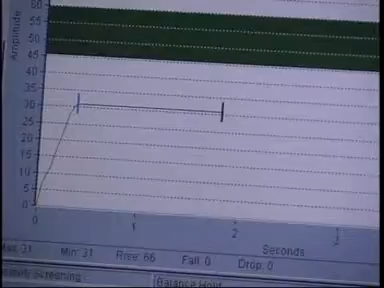 60
55
50
45
40
35
30
25
20
15
10
5
0
Amplitude
0 1 2 3
Seconds
Max: 31 Min: 31 Rise: 66 Fall: 0 Drop: 0
Screening
Balance Hold